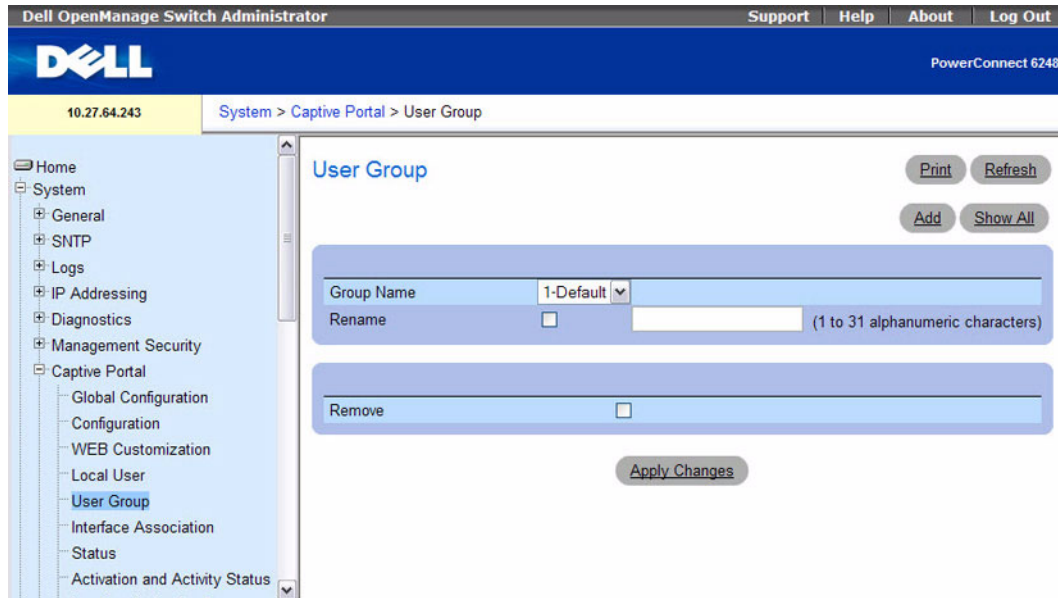 Dell OpenManage Switch Administrator
Support Help About Log Out
DELL
PowerConnect 6248
10.27.64.243
System > Captive Portal > User Group
Home
System
General
SNTP
Logs
IP Addressing
Diagnostics
Management Security
Captive Portal
Global Configuration
Configuration
WEB Customization
Local User
User Group
Interface Association
Status
Activation and Activity Status
User Group
Print Refresh
Add Show All
Group Name 1-Default
Rename (1 to 31 alphanumeric characters)
Remove
Apply Changes